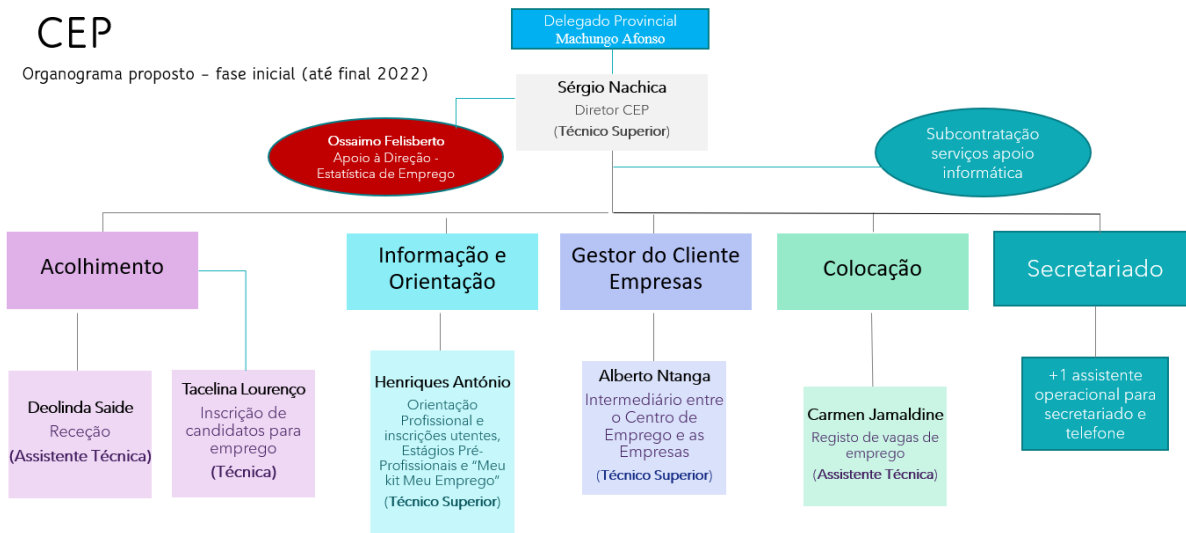 CEP
Organograma proposto – fase inicial (até final 2022)
Delegado Provincial
Machungo Afonso
Sérgio Nachica
Diretor CEP
(Técnico Superior)
Ossaimo Felisberto
Apoio à Direção -
Estatística de Emprego
Subcontratação
serviços apoio
informática
Acolhimento
Informação e
Orientação
Gestor do Cliente
Empresas
Colocação
Secretariado
Deolinda Saide
Receção
(Assistente Técnica)
Tacelina Lourenço
Inscrição de
candidatos para
emprego
(Técnica)
Henriques António
Orientação
Profissional e
inscrições utentes,
Estágios Pré-
Profissionais e “Meu
kit Meu Emprego”
(Técnico Superior)
Alberto Ntanga
Intermediário entre
o Centro de
Emprego e as
Empresas
(Técnico Superior)
Carmen Jamaldine
Registo de vagas de
emprego
(Assistente Técnica)
+1 assistente
operacional para
secretariado e
telefone